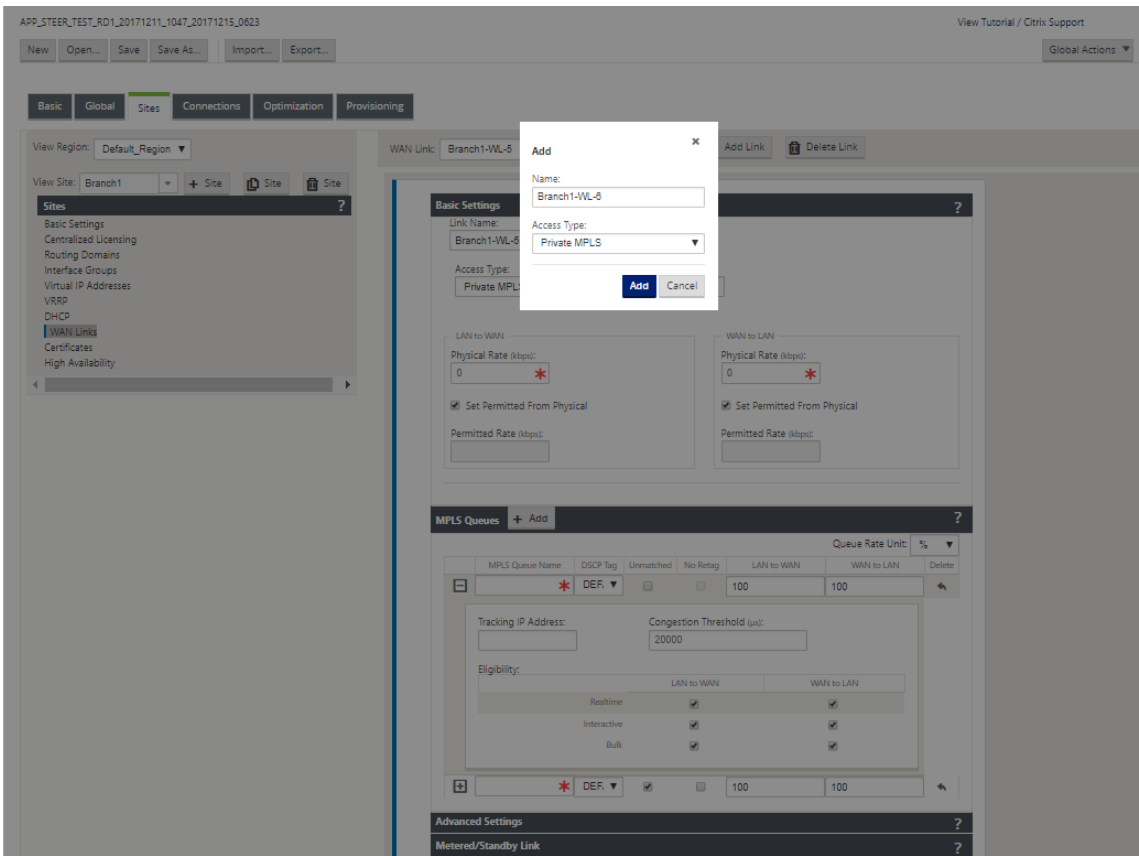 APP_STEER_TEST_RD1_20171211_1047_20171215_0623
View Tutorial / Citrix Support
New Open... Save Save As... Import... Export... Global Actions
Basic Global Sites Connections Optimization Provisioning
View Region: Default_Region
WAN Link: Branch1-WL-5 Add Link Delete Link
Add
Name:
Branch1-WL-6
Access Type:
Private MPLS
Add Cancel
View Site: Branch1 + Site Site Site
Sites ?
Basic Settings
Centralized Licensing
Routing Domains
Interface Groups
Virtual IP Addresses
VRRP
DHCP
WAN Links
Certificates
High Availability
Basic Settings ?
Link Name:
Branch1-WL-5
Access Type:
Private MPLS
LAN to WAN WAN to LAN
Physical Rate (kbps): Physical Rate (kbps):
0 * 0 *
Set Permitted From Physical Set Permitted From Physical
Permitted Rate (kbps): Permitted Rate (kbps):
MPLS Queues + Add ?
Queue Rate Unit: %
MPLS Queue Name DSCP Tag Unmatched No Retag LAN to WAN WAN to LAN Delete
* DEF. 100 100
Tracking IP Address: Congestion Threshold (µs):
20000
Eligibility:
LAN to WAN WAN to LAN
Realtime
Interactive
Bulk
* DEF. 100 100
Advanced Settings ?
Metered/Standby Link ?